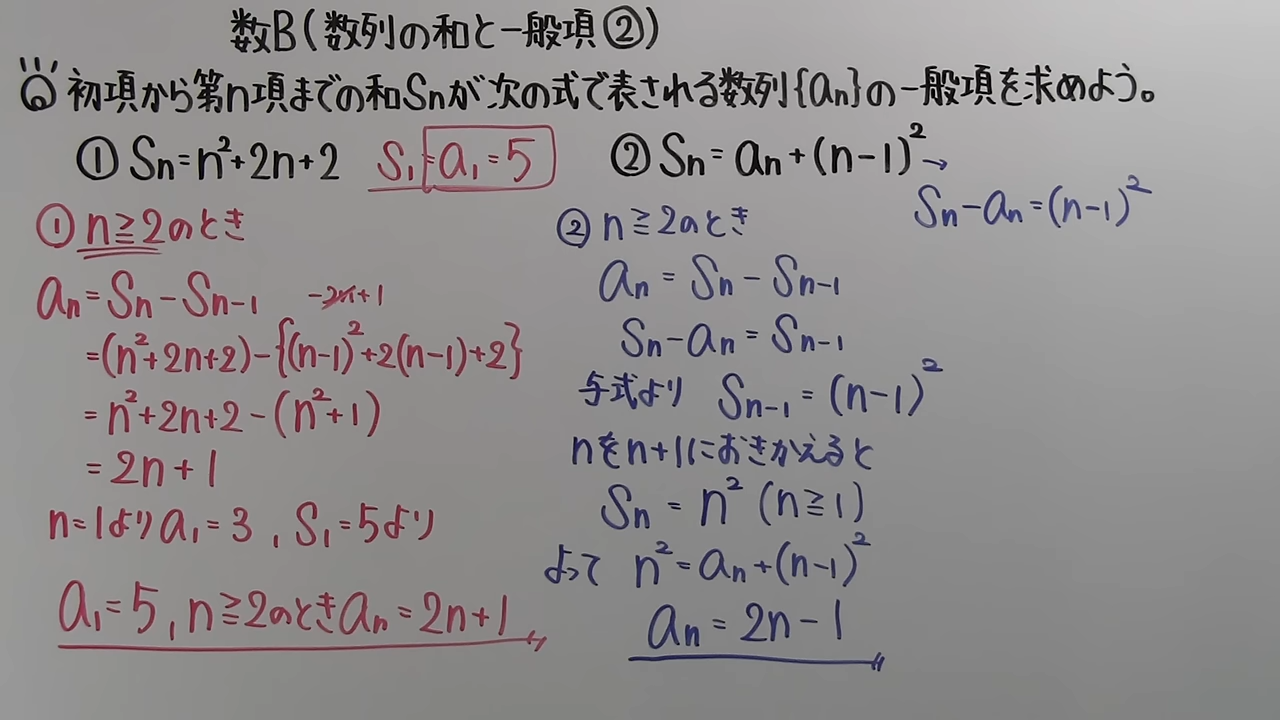 数B(数列の和と一般項②)
初項から第n項までの和Snが次の式で表される数列{an}の一般項を求めよう。
① Sn=n²+2n+2 S₁=a₁=5
① n≧2のとき
an=Sn-Sn-1 -2n+1
=(n²+2n+2)-{(n-1)²+2(n-1)+2}
=n²+2n+2-(n²+1)
=2n+1
n=1よりa₁=3, S₁=5より
a₁=5, n≧2のときan=2n+1
② Sn=an+(n-1)²→
Sn-an=(n-1)²
② n≧2のとき
an=Sn-Sn-1
Sn-an=Sn-1
与式より Sn-1=(n-1)²
nをn+1におきかえると
Sn=n² (n≧1)
よって n²=an+(n-1)²
an=2n-1